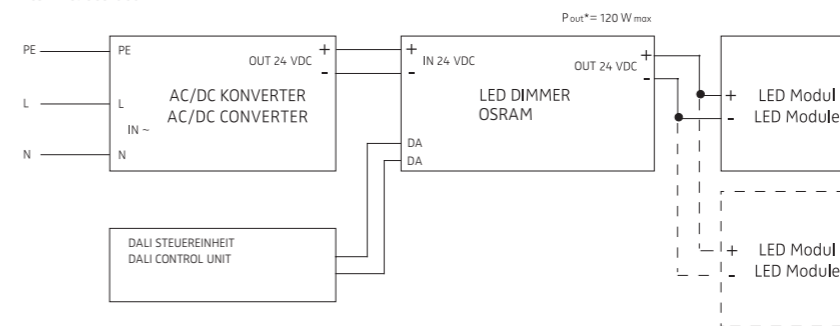 P out*= 120 W max
PE
PE
OUT 24 VDC
+
-
L
L
IN ~
AC/DC KONVERTER
AC/DC CONVERTER
N
N
+
-
IN 24 VDC
OUT 24 VDC
+
-
LED DIMMER
OSRAM
DA
DA
+ LED Modul
- LED Module
DALI STEUEREINHEIT
DALI CONTROL UNIT
+ LED Modul
- LED Module